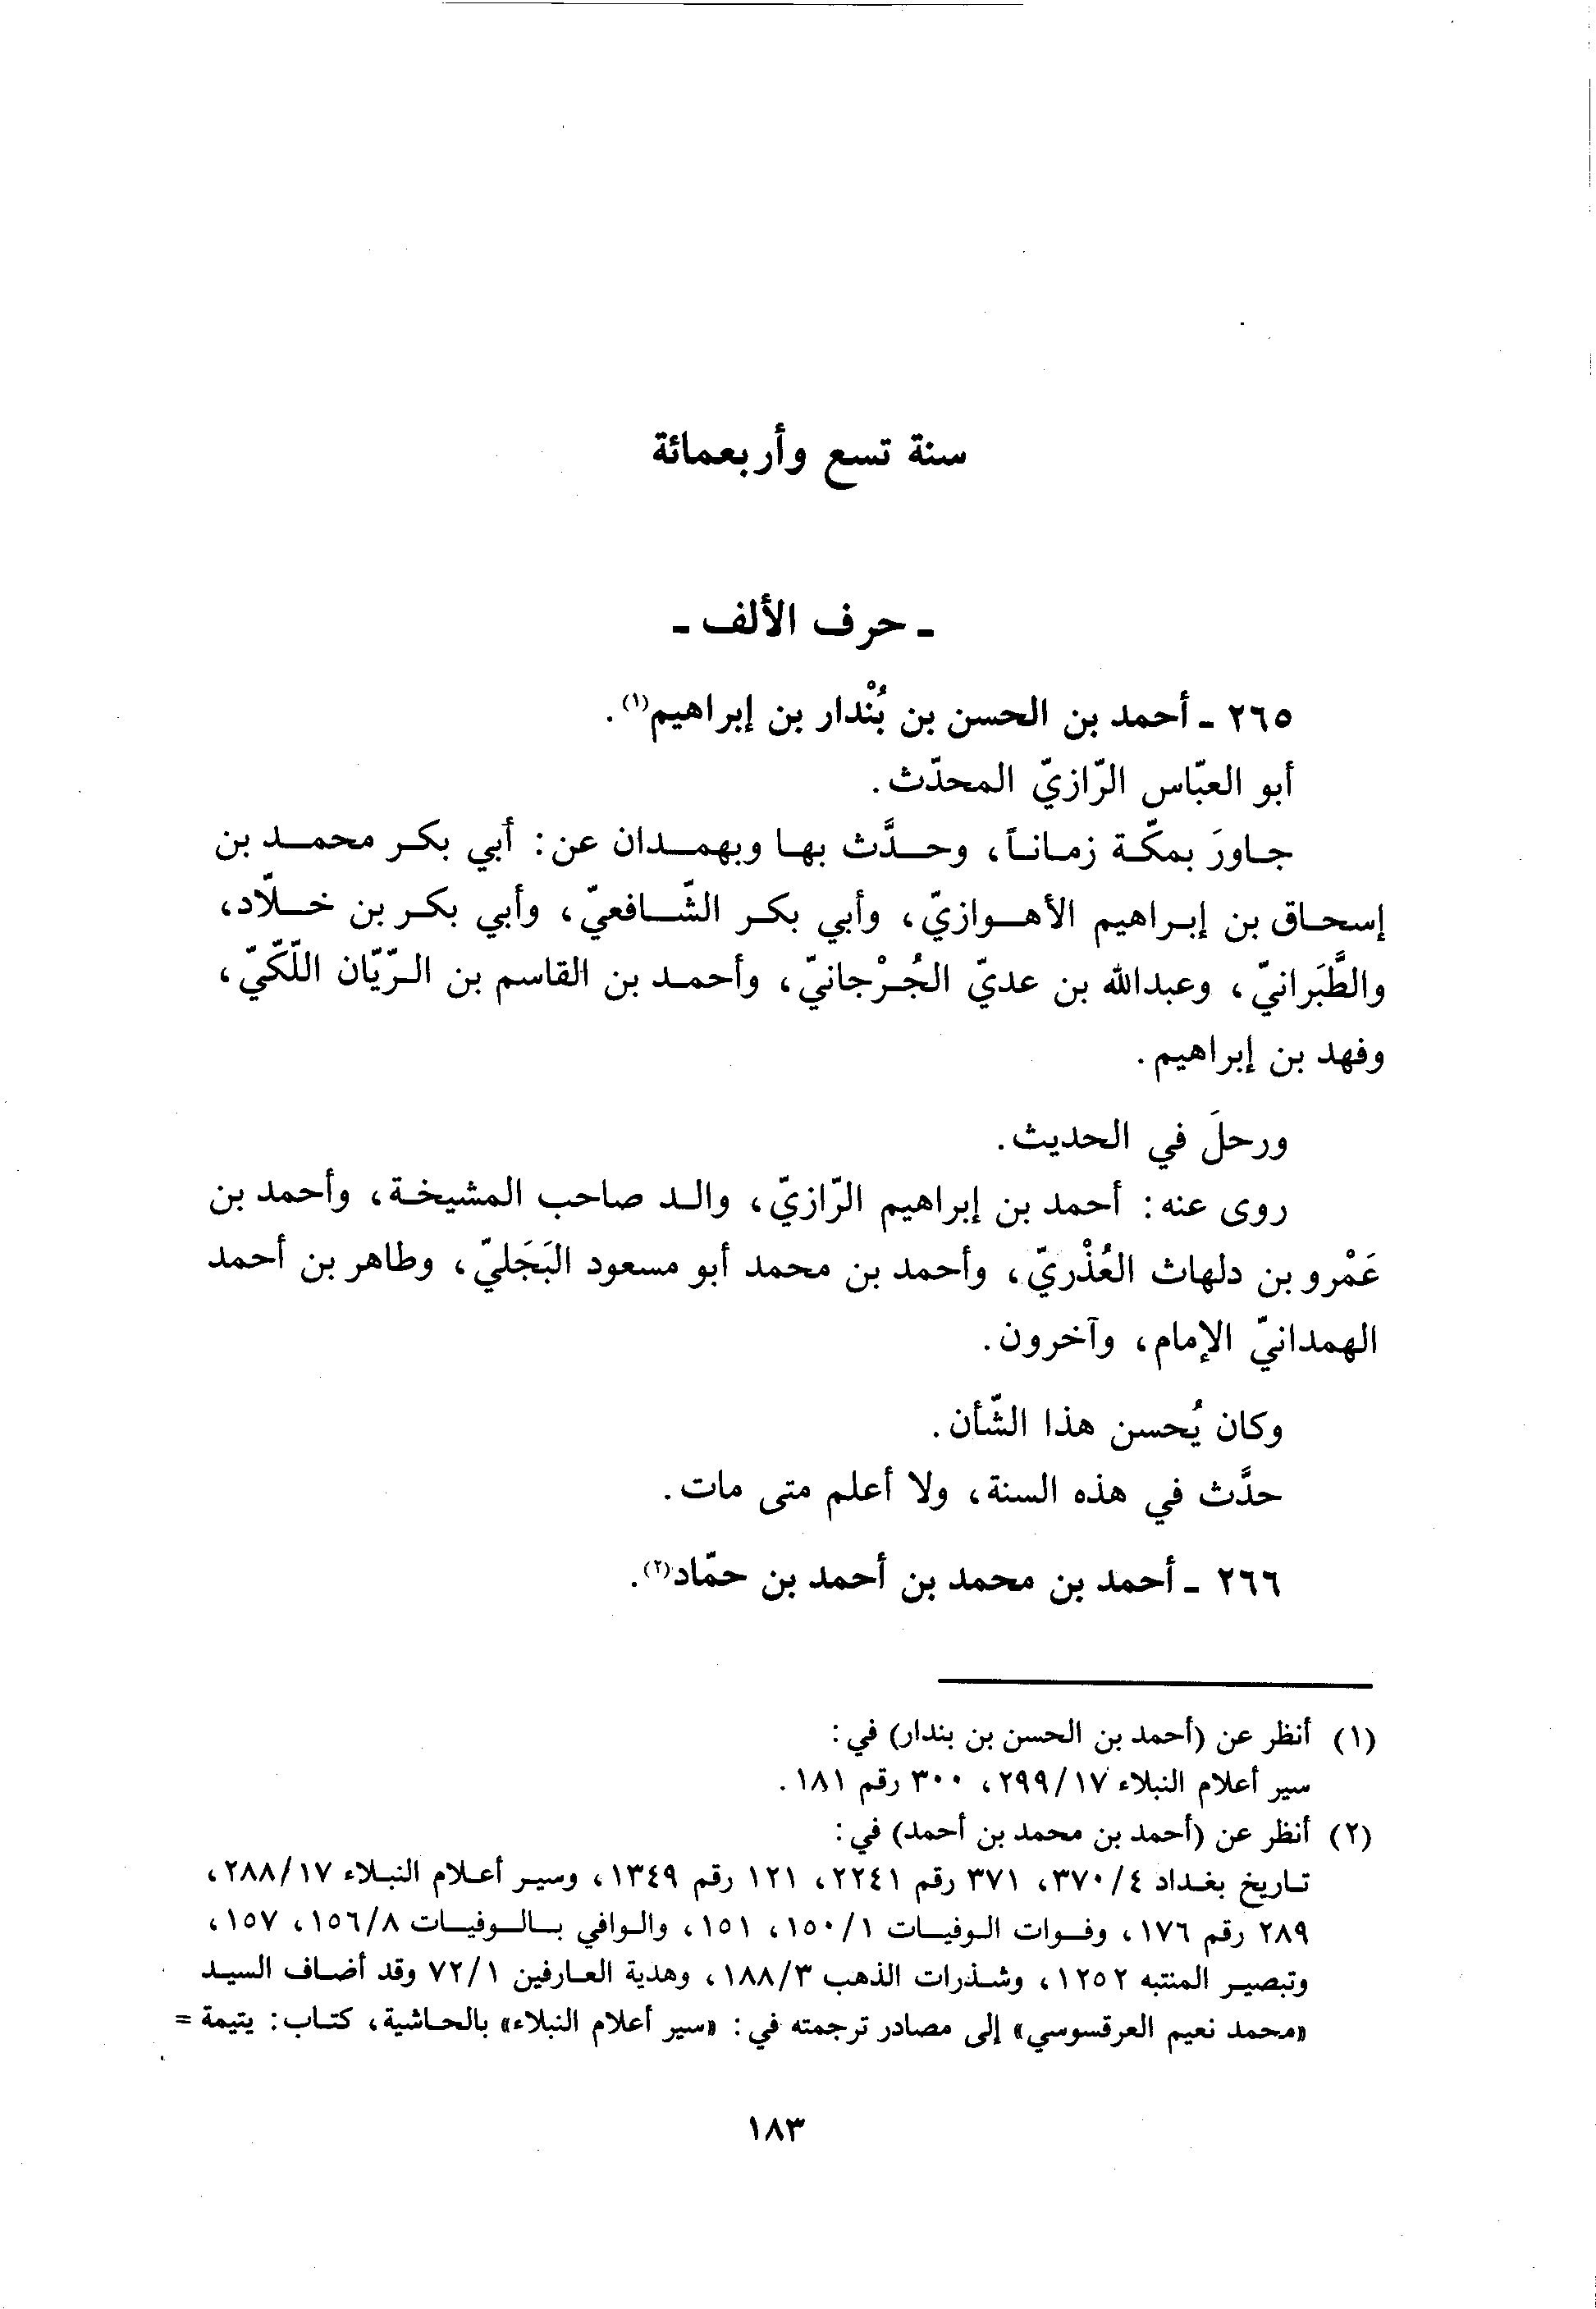 سنة تسع وأربعمائة
ـ حرف الألف ـ
٢٦٥ ـ أحمد بن الحسن بن بُنْدار بن إبراهيم(١).
أبو العبّاس الرّازيّ المحدّث.
جاورَ بمكّة زماناً، وحدَّث بها وبهمدان عن: أبي بكر محمد بن
إسحاق بن إبراهيم الأهوازيّ، وأبي بكر الشّافعيّ، وأبي بكر بن خلّاد،
والطَّبَرانيّ، وعبدالله بن عديّ الجُرْجانيّ، وأحمد بن القاسم بن الرّيّان اللّكّيّ،
وفهد بن إبراهيم.
ورحلَ في الحديث.
روى عنه: أحمد بن إبراهيم الرّازيّ، والد صاحب المشيخة، وأحمد بن
عَمْرو بن دلهاث العُذْريّ، وأحمد بن محمد أبو مسعود البَجَليّ، وطاهر بن أحمد
الهمدانيّ الإمام، وآخرون.
وكان يُحسن هذا الشّأن.
حدَّث في هذه السنة، ولا أعلم متى مات.
٢٦٦ ـ أحمد بن محمد بن أحمد بن حمّاد(٢).
(١) أنظر عن (أحمد بن الحسن بن بندار) في:
سير أعلام النبلاء ١٧/٢٩٩، ٣٠٠ رقم ١٨١.
(٢) أنظر عن (أحمد بن محمد بن أحمد) في:
تاريخ بغداد ٤/٣٧٠، ٣٧١ رقم ٢٢٤١، ١٢١ رقم ١٣٤٩، وسير أعلام النبلاء ١٧/٢٨٨،
٢٨٩ رقم ١٧٦، وفوات الوفيات ١/١٥٠، ١٥١، والوافي بالوفيات ٨/١٥٦، ١٥٧،
وتبصير المنتبه ١٢٥٢، وشذرات الذهب ٣/١٨٨، وهدية العارفين ١/٧٢ وقد أضاف السيد
«محمد نعيم العرقسوسي» إلى مصادر ترجمته في: «سير أعلام النبلاء» بالحاشية، كتاب: يتيمة =
١٨٣